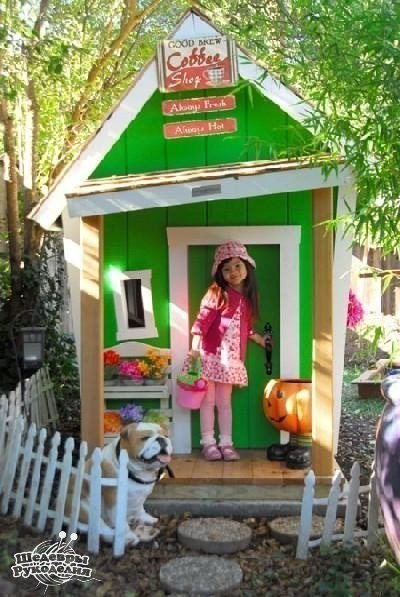 GOOD BREW
Coffee
Shop
Always Fresh
Always Hot
Шедевры
рукоделия